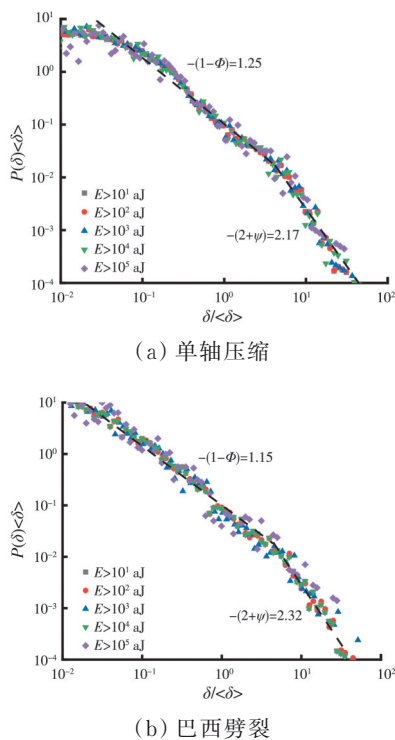 10¹
-(1-Φ)=1.25
10⁰
P(δ)<δ>
10⁻¹
10⁻²
E>10¹ aJ
E>10² aJ
-(2+ψ)=2.17
10⁻³
E>10³ aJ
E>10⁴ aJ
E>10⁵ aJ
10⁻⁴
10⁻² 10⁻¹ 10⁰ 10¹ 10²
δ/<δ>
(a) 单轴压缩
10¹
-(1-Φ)=1.15
10⁰
P(δ)<δ>
10⁻¹
10⁻²
E>10¹ aJ
E>10² aJ
-(2+ψ)=2.32
10⁻³
E>10³ aJ
E>10⁴ aJ
E>10⁵ aJ
10⁻⁴
10⁻² 10⁻¹ 10⁰ 10¹ 10²
δ/<δ>
(b) 巴西劈裂